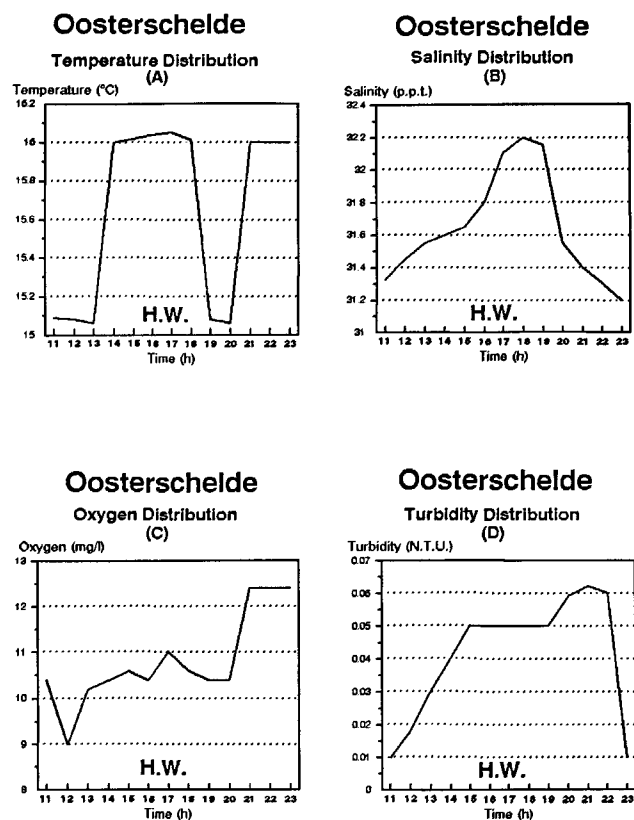 Oosterschelde
Temperature Distribution
(A)
Temperature (°C)
16.2
16
15.8
15.6
15.4
15.2
15
H.W.
11 12 13 14 15 16 17 18 19 20 21 22 23
Time (h)
Oosterschelde
Salinity Distribution
(B)
Salinity (p.p.t.)
32.4
32.2
32
31.8
31.6
31.4
31.2
31
H.W.
11 12 13 14 15 16 17 18 19 20 21 22 23
Time (h)
Oosterschelde
Oxygen Distribution
(C)
Oxygen (mg/l)
13
12
11
10
9
8
H.W.
11 12 13 14 15 16 17 18 19 20 21 22 23
Time (h)
Oosterschelde
Turbidity Distribution
(D)
Turbidity (N.T.U.)
0.07
0.06
0.05
0.04
0.03
0.02
0.01
0
H.W.
11 12 13 14 15 16 17 18 19 20 21 22 23
Time (h)